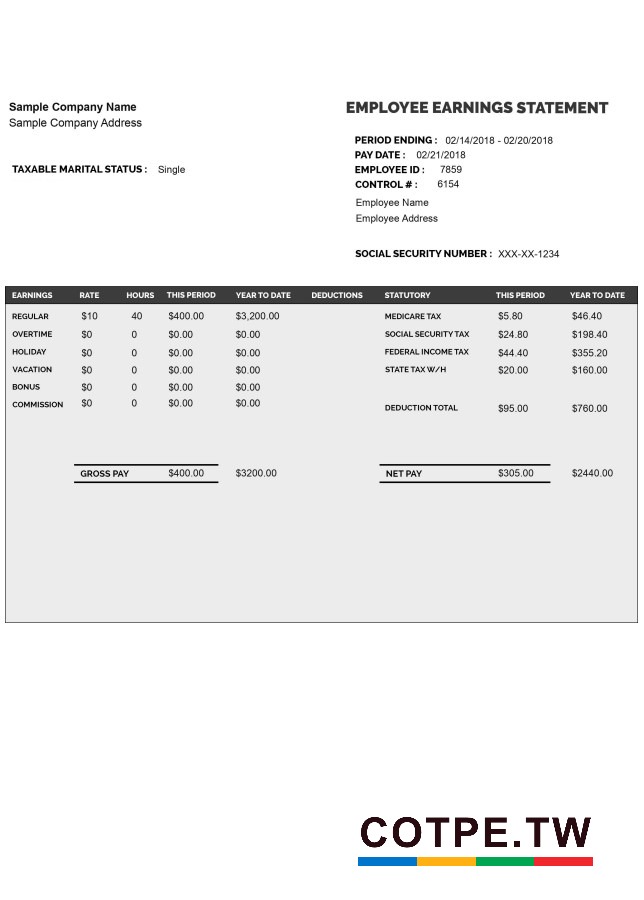 Sample Company Name
Sample Company Address
TAXABLE MARITAL STATUS : Single
EMPLOYEE EARNINGS STATEMENT
PERIOD ENDING : 02/14/2018 - 02/20/2018
PAY DATE : 02/21/2018
EMPLOYEE ID : 7859
CONTROL # : 6154
Employee Name
Employee Address
SOCIAL SECURITY NUMBER : XXX-XX-1234
EARNINGS RATE HOURS THIS PERIOD YEAR TO DATE DEDUCTIONS STATUTORY THIS PERIOD YEAR TO DATE
REGULAR $10 40 $400.00 $3,200.00 MEDICARE TAX $5.80 $46.40
OVERTIME $0 0 $0.00 $0.00 SOCIAL SECURITY TAX $24.80 $198.40
HOLIDAY $0 0 $0.00 $0.00 FEDERAL INCOME TAX $44.40 $355.20
VACATION $0 0 $0.00 $0.00 STATE TAX W/H $20.00 $160.00
BONUS $0 0 $0.00 $0.00
COMMISSION $0 0 $0.00 $0.00 DEDUCTION TOTAL $95.00 $760.00
GROSS PAY $400.00 $3200.00 NET PAY $305.00 $2440.00
COTPE.TW